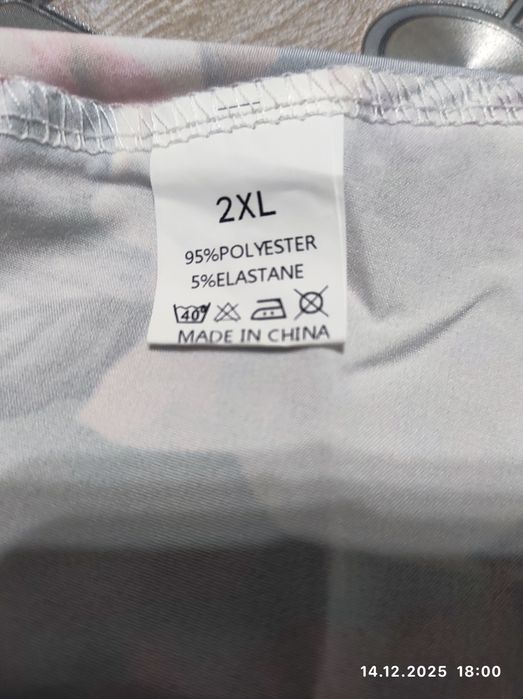 2XL
95%POLYESTER
5%ELASTANE
40°
MADE IN CHINA
14.12.2025 18:00